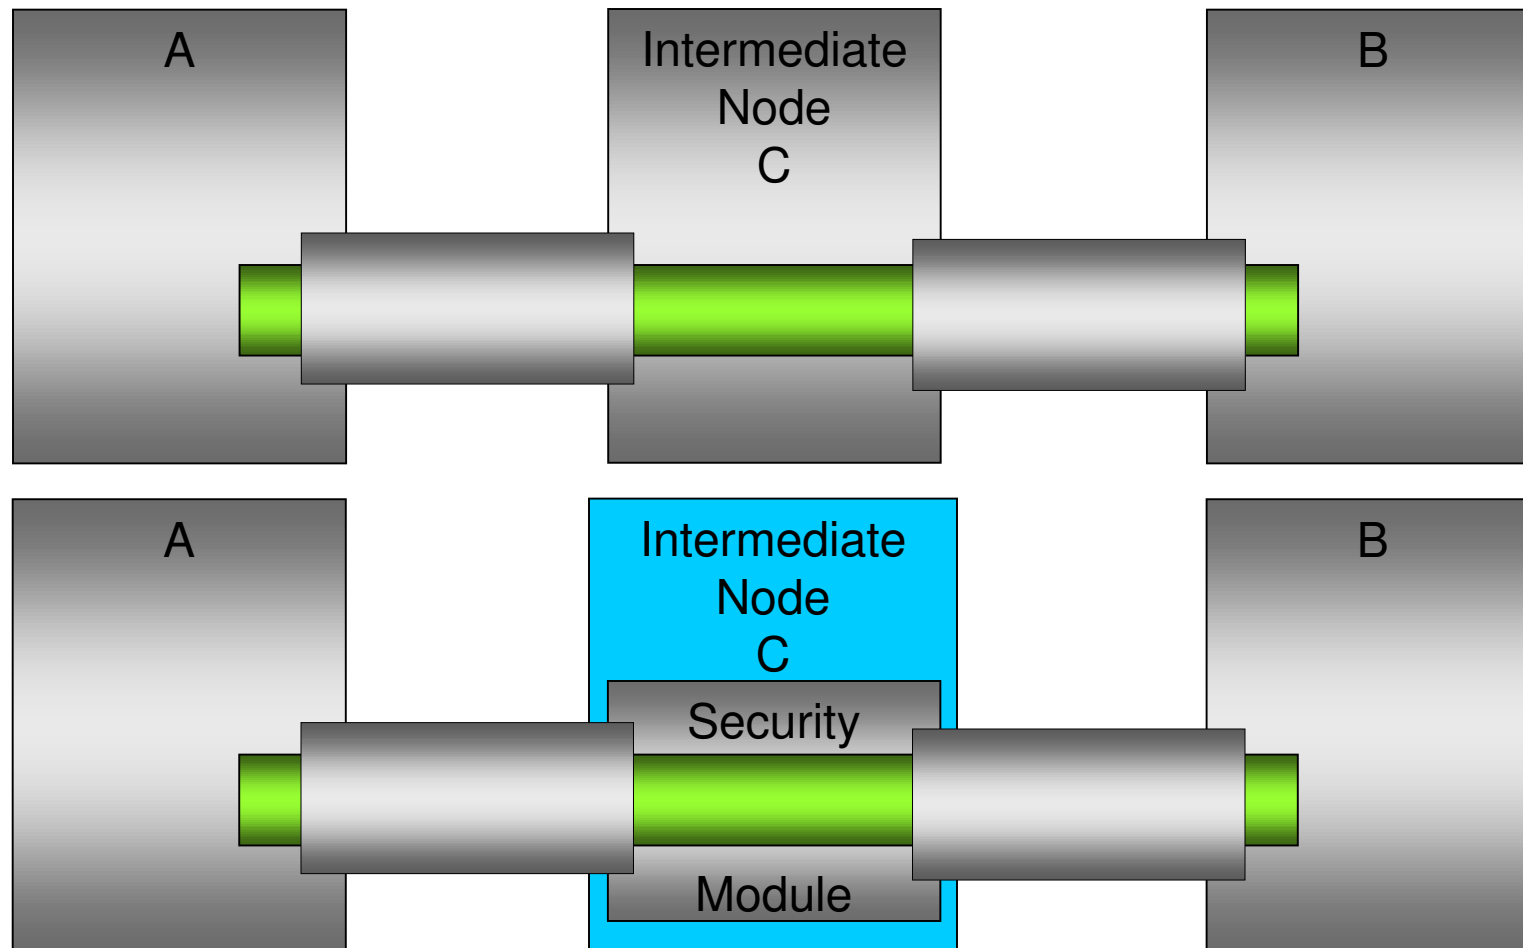 A
Intermediate
Node
C
B
A
Intermediate
Node
C
Security
Module
B